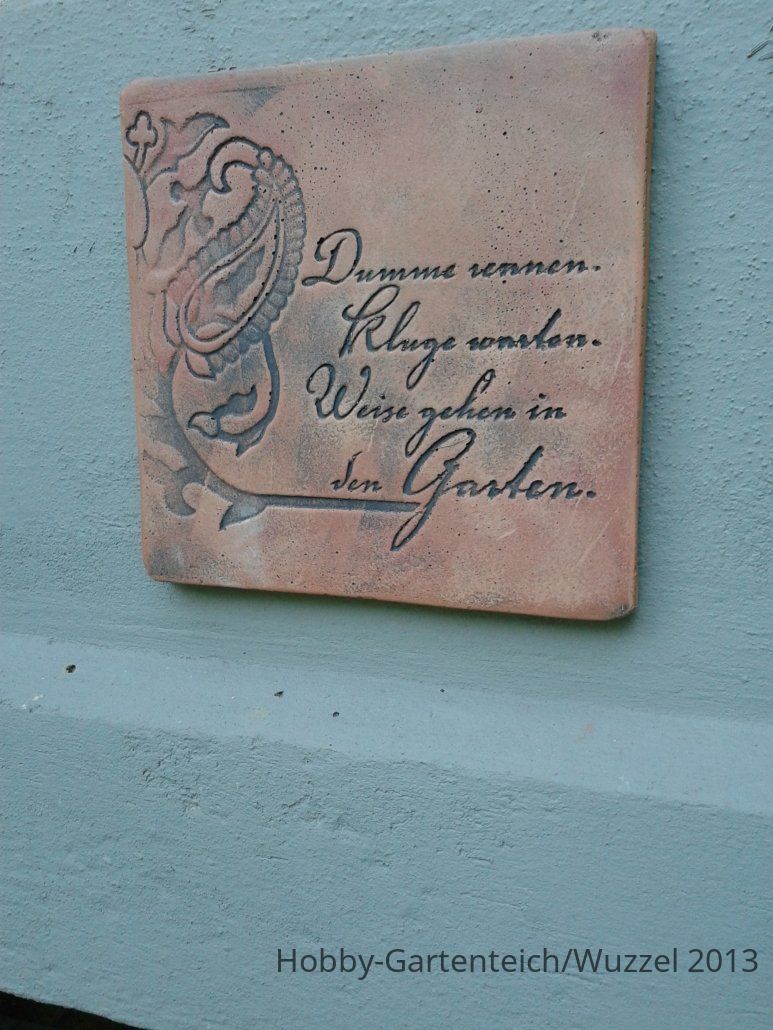 Dumme rennen.
Kluge warten.
Weise gehen in
den Garten.
Hobby-Gartenteich/Wuzzel 2013